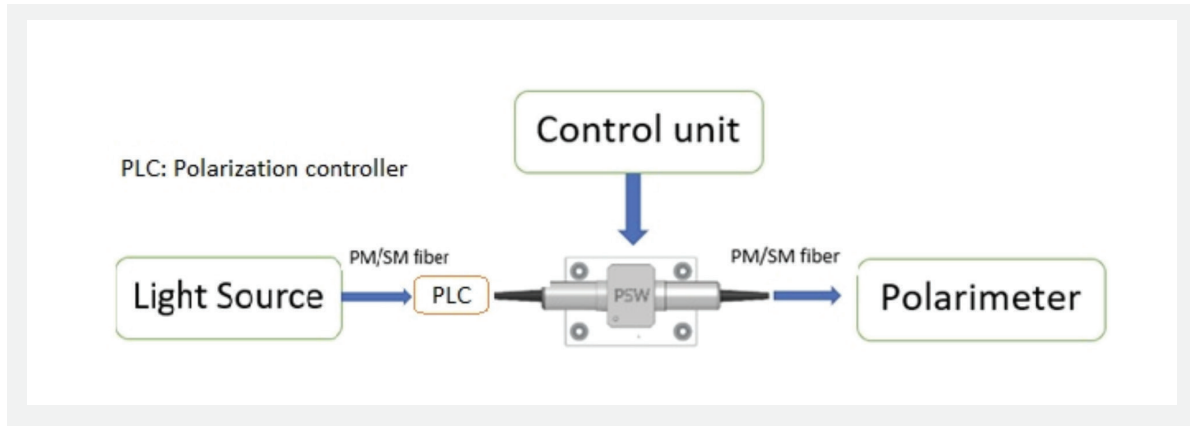 Control unit
PLC: Polarization controller
PM/SM fiber
PM/SM fiber
Light Source
PLC
PSW
Polarimeter